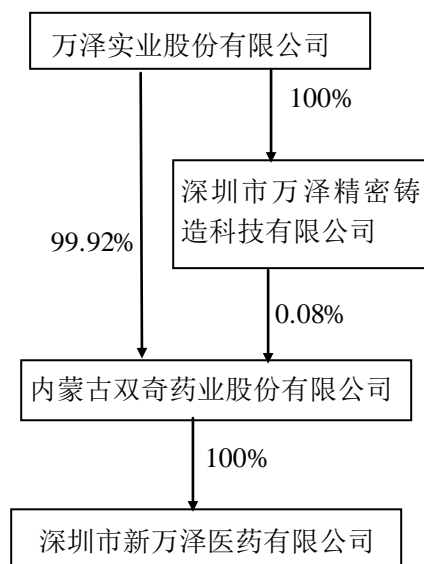 万泽实业股份有限公司
100%
深圳市万泽精密铸
造科技有限公司
99.92%
0.08%
内蒙古双奇药业股份有限公司
100%
深圳市新万泽医药有限公司